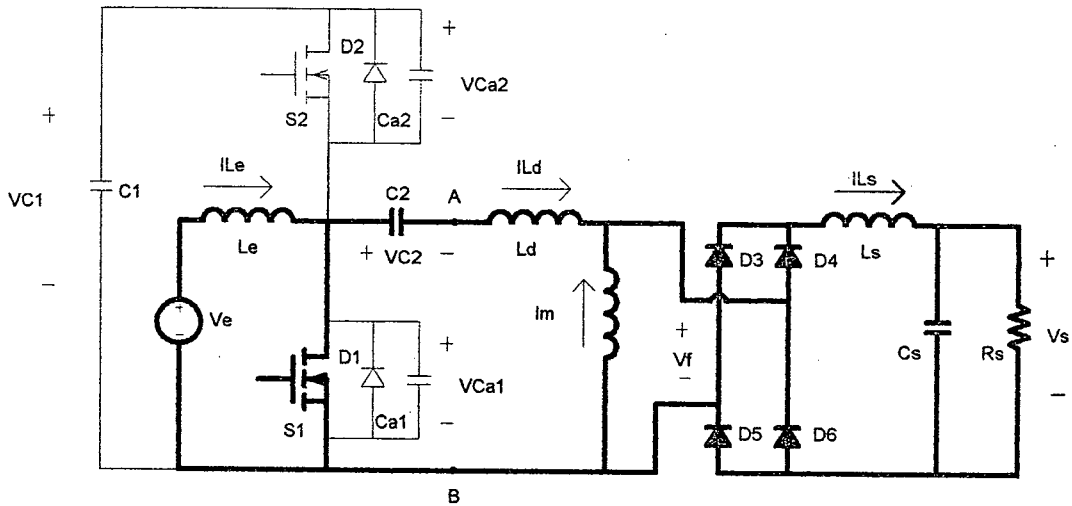 +
D2
+
VCa2
S2
Ca2
−
+
ILe
ILd
ILs
VC1
C1
C2
A
Le
+ VC2 −
Ld
Ls
D3
D4
−
+
Ve
−
Im
+
+
D1
VCa1
+
Vf
−
Cs
Rs
Vs
S1
Ca1
−
D5
D6
−
B